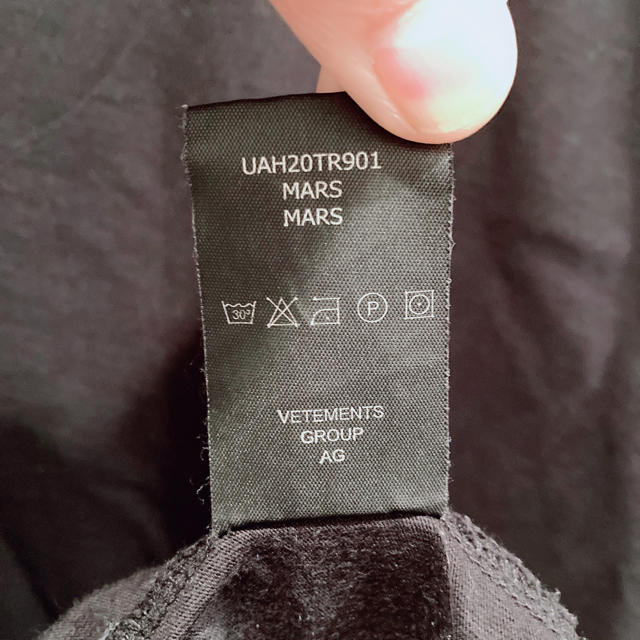 UAH20TR901
MARS
MARS
30°
P
VETEMENTS
GROUP
AG